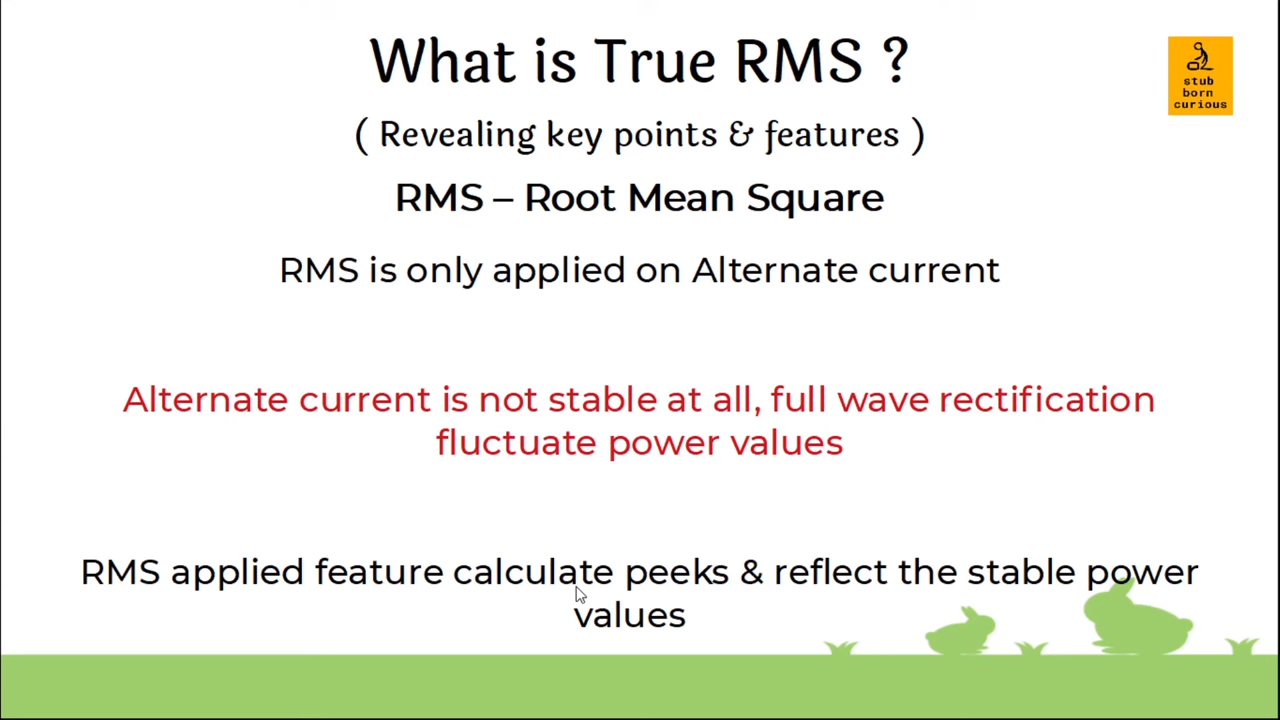 What is True RMS ?
stub
born
curious
( Revealing key points & features )
RMS – Root Mean Square
RMS is only applied on Alternate current
Alternate current is not stable at all, full wave rectification
fluctuate power values
RMS applied feature calculate peeks & reflect the stable power
values